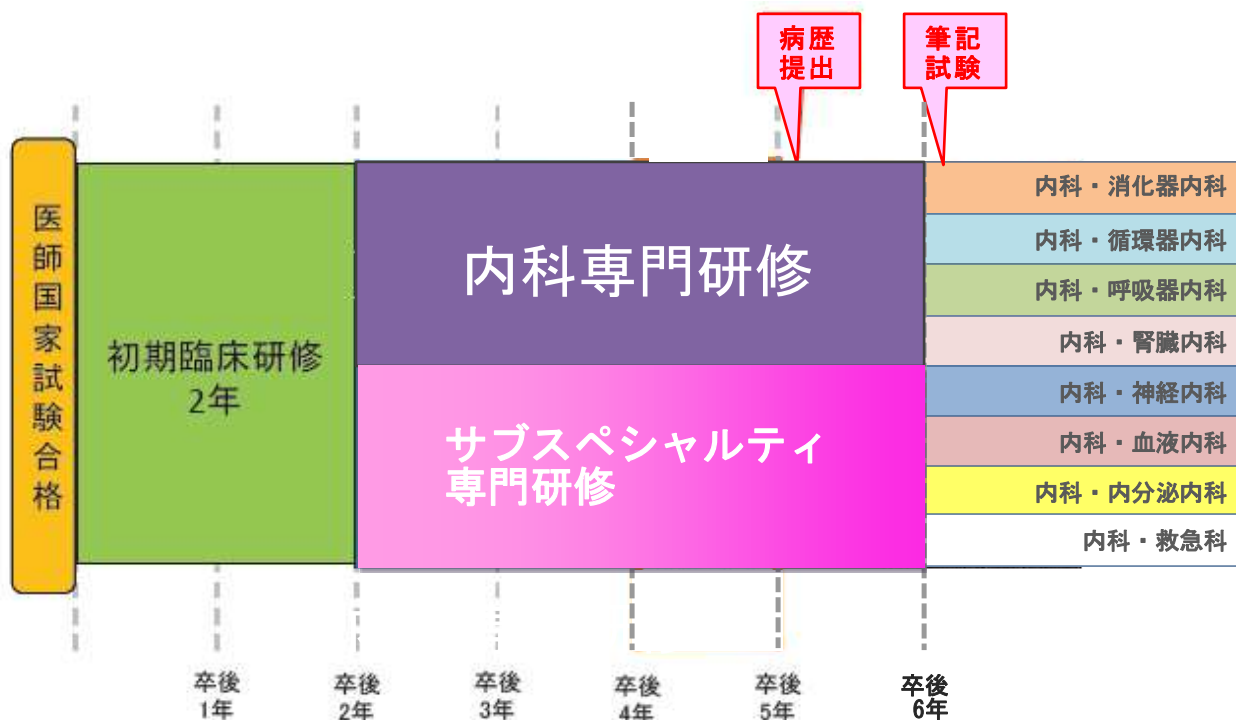 病歴
提出
筆記
試験
医師国家試験合格
初期臨床研修
2年
内科専門研修
サブスペシャルティ
専門研修
内科・消化器内科
内科・循環器内科
内科・呼吸器内科
内科・腎臓内科
内科・神経内科
内科・血液内科
内科・内分泌内科
内科・救急科
卒後
1年
卒後
2年
卒後
3年
卒後
4年
卒後
5年
卒後
6年